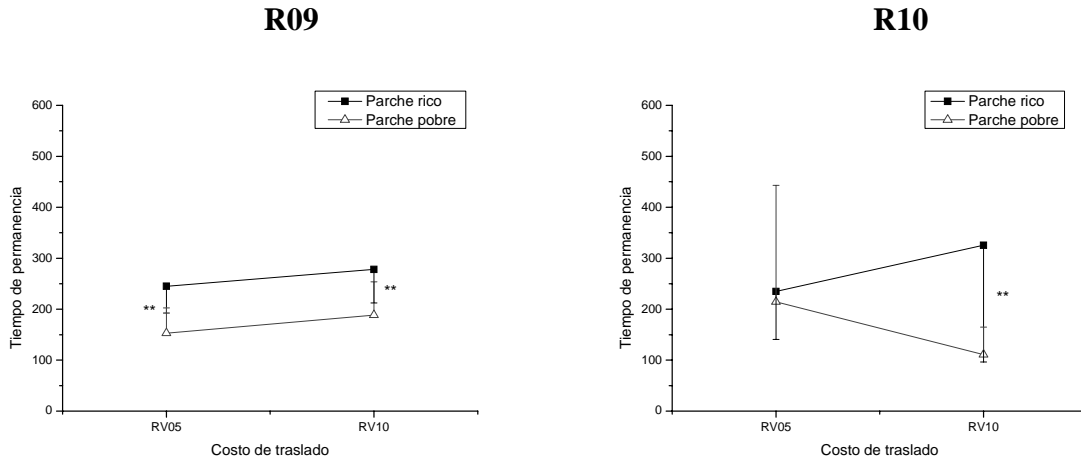 R09
R10
Parche rico
Parche pobre
600
500
400
300
200
100
0
Tiempo de permanencia
**
**
RV05
RV10
Costo de traslado
Parche rico
Parche pobre
600
500
400
300
200
100
0
Tiempo de permanencia
**
RV05
RV10
Costo de traslado